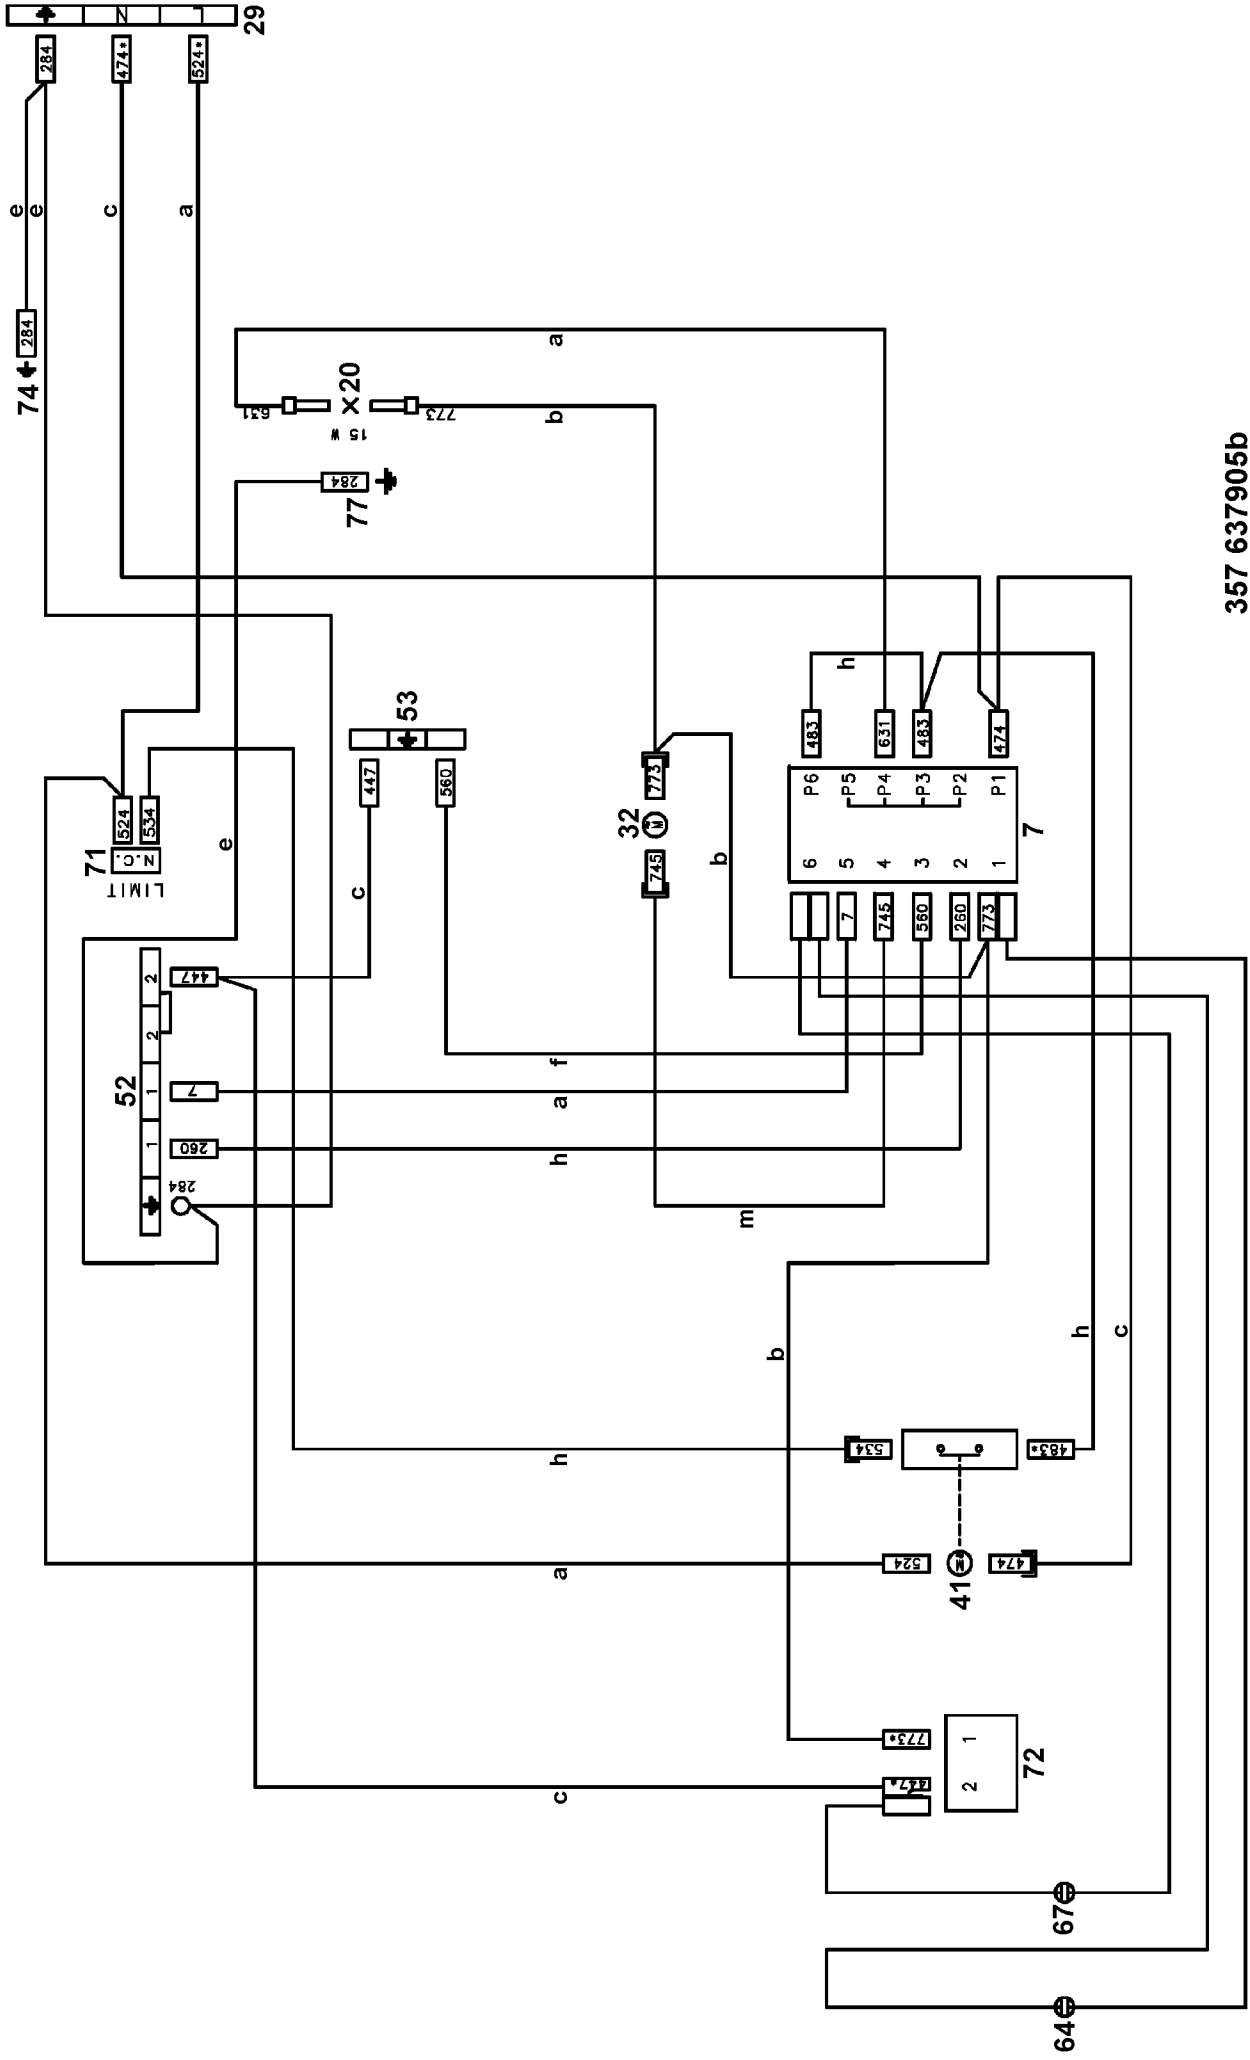 29
N
L
284
474*
524*
e
e
c
a
74
284
631
X 20
15 W
773
a
b
77
284
53
447
560
71
524
534
N.C.
LIMIT
e
c
52
2
2
1
1
447
7
260
284
32
773
M
745
b
h
483
631
483
474
P6
P5
P4
P3
P2
P1
7
6
5
4
3
2
1
7
745
560
260
773
f
a
h
m
b
h
c
h
a
534
483*
524
M
474
41
773*
447*
1
2
72
c
67
64
357 637905b